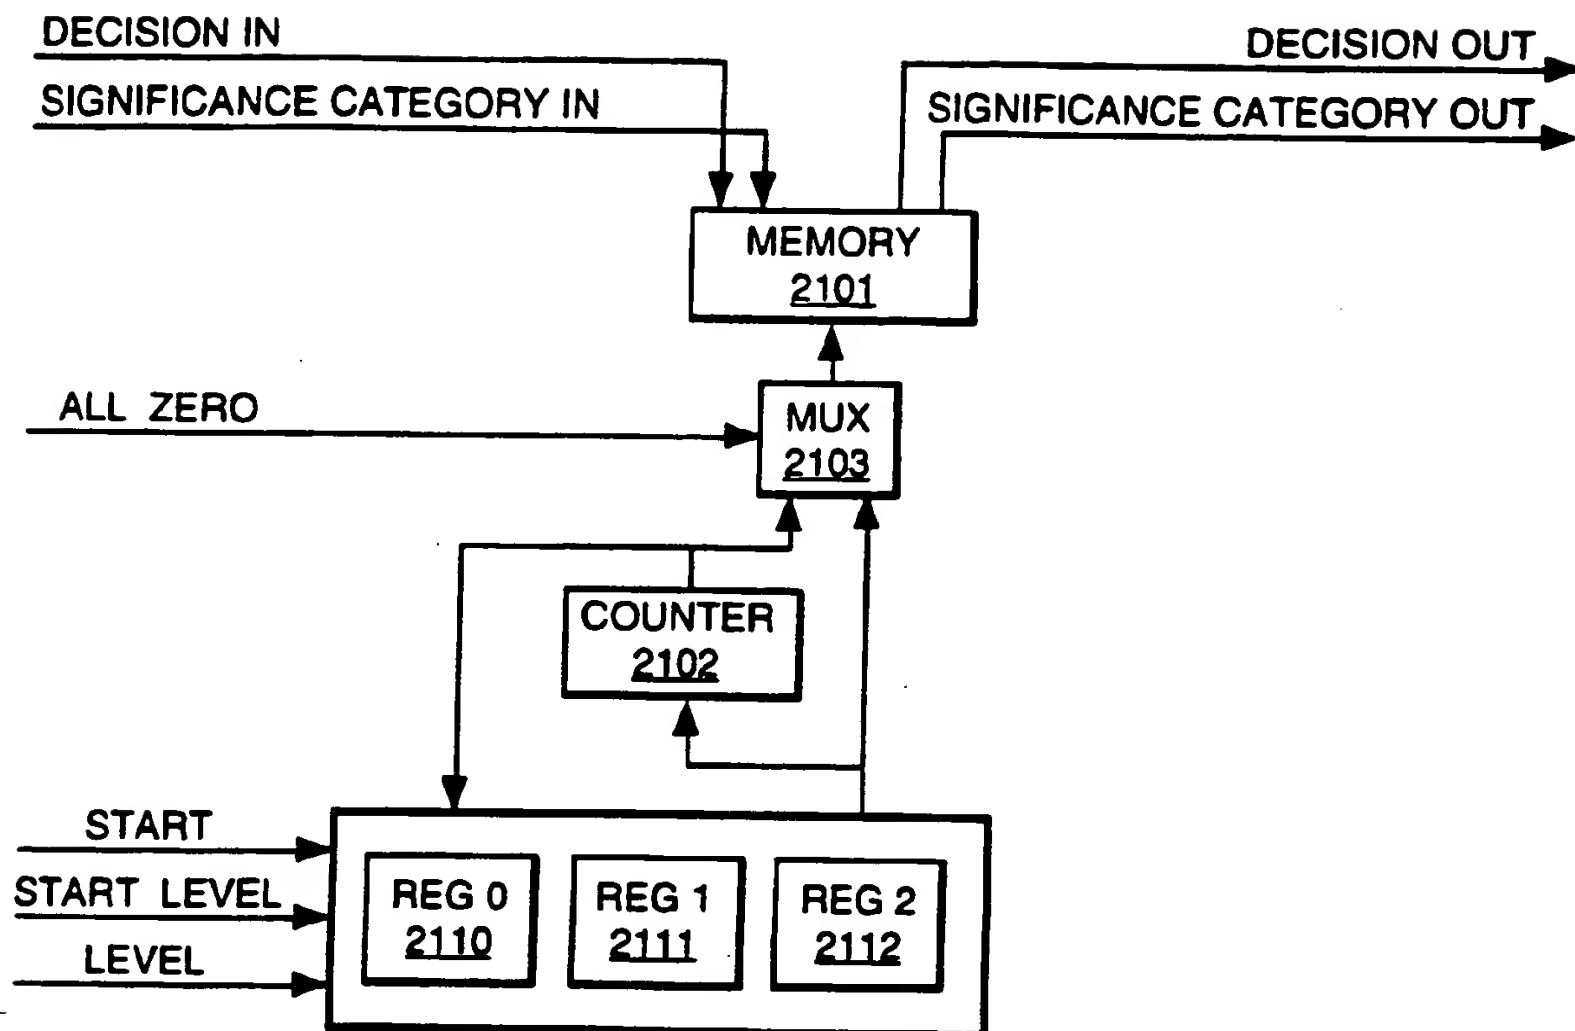 DECISION IN
DECISION OUT
SIGNIFICANCE CATEGORY IN
SIGNIFICANCE CATEGORY OUT
MEMORY
2101
ALL ZERO
MUX
2103
COUNTER
2102
START
START LEVEL
LEVEL
REG 0
2110
REG 1
2111
REG 2
2112